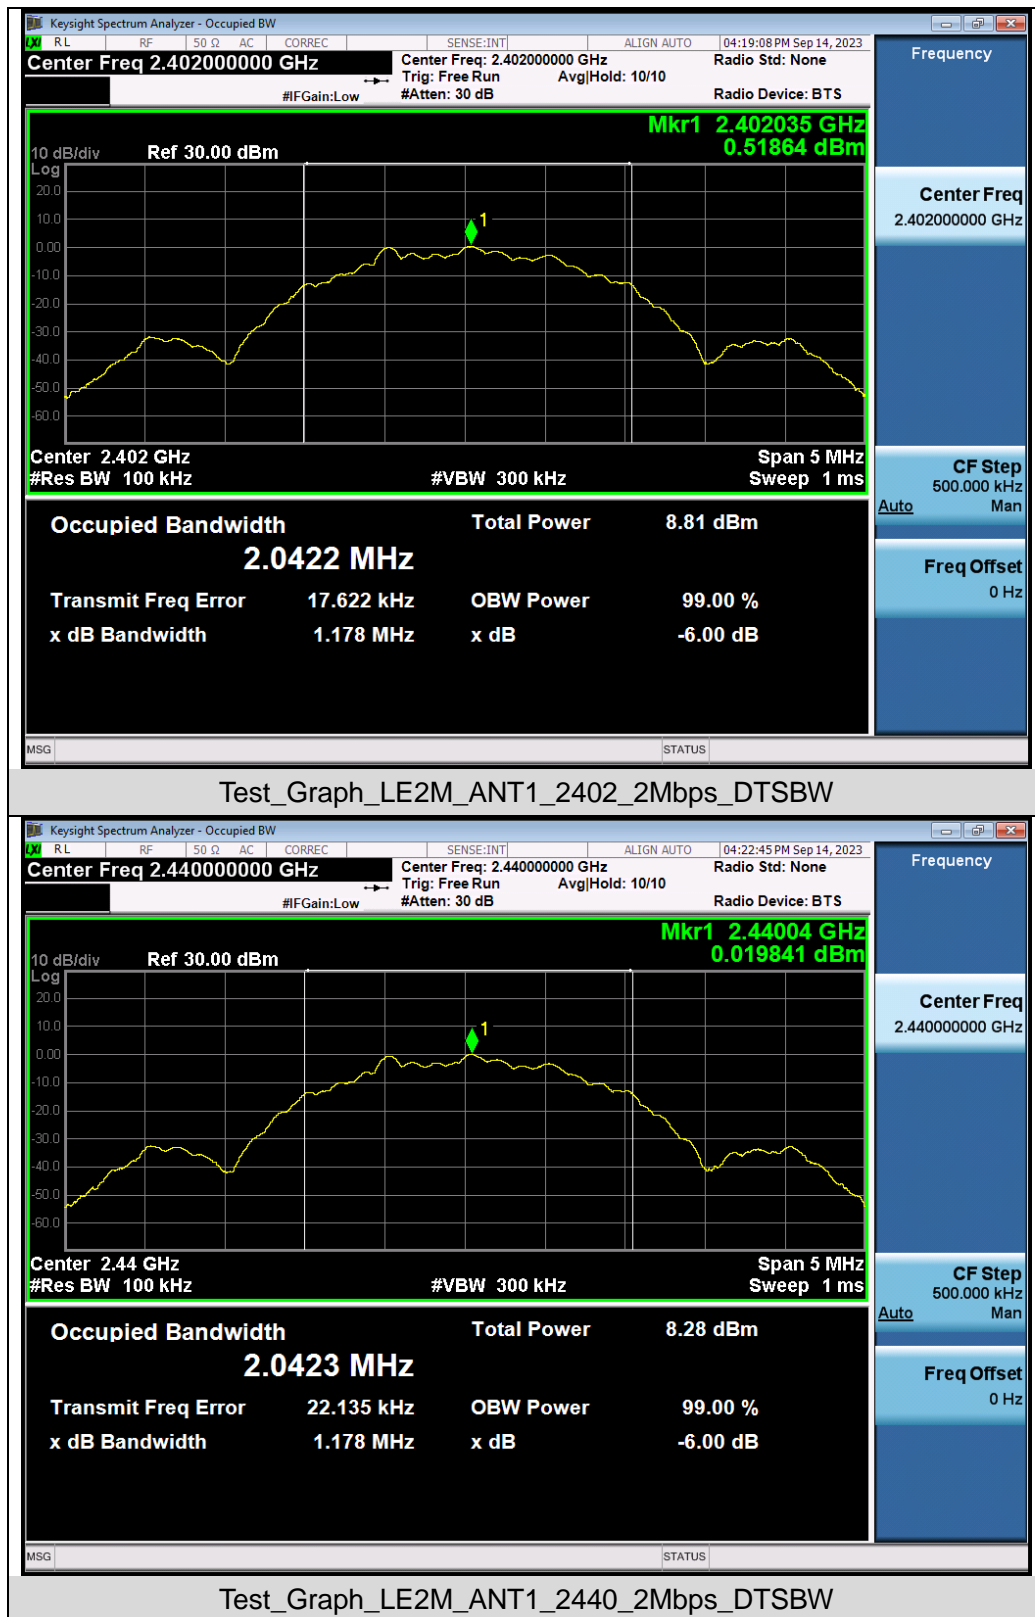 Keysight Spectrum Analyzer - Occupied BW
LXI RL RF 50 Ω AC CORREC SENSE:INT ALIGN AUTO 04:19:08 PM Sep 14, 2023
Center Freq 2.402000000 GHz Center Freq: 2.402000000 GHz Radio Std: None Frequency
Trig: Free Run Avg|Hold: 10/10
#IFGain:Low #Atten: 30 dB Radio Device: BTS
Mkr1 2.402035 GHz
0.51864 dBm
10 dB/div Ref 30.00 dBm
Log
20.0
10.0
0.00
-10.0
-20.0
-30.0
-40.0
-50.0
-60.0
1
Center Freq
2.402000000 GHz
Center 2.402 GHz Span 5 MHz
#Res BW 100 kHz #VBW 300 kHz Sweep 1 ms
CF Step
500.000 kHz
Auto Man
Occupied Bandwidth Total Power 8.81 dBm
2.0422 MHz
Freq Offset
0 Hz
Transmit Freq Error 17.622 kHz OBW Power 99.00 %
x dB Bandwidth 1.178 MHz x dB -6.00 dB
MSG STATUS
Test_Graph_LE2M_ANT1_2402_2Mbps_DTSBW
Keysight Spectrum Analyzer - Occupied BW
LXI RL RF 50 Ω AC CORREC SENSE:INT ALIGN AUTO 04:22:45 PM Sep 14, 2023
Center Freq 2.440000000 GHz Center Freq: 2.440000000 GHz Radio Std: None Frequency
Trig: Free Run Avg|Hold: 10/10
#IFGain:Low #Atten: 30 dB Radio Device: BTS
Mkr1 2.44004 GHz
0.019841 dBm
10 dB/div Ref 30.00 dBm
Log
20.0
10.0
0.00
-10.0
-20.0
-30.0
-40.0
-50.0
-60.0
1
Center Freq
2.440000000 GHz
Center 2.44 GHz Span 5 MHz
#Res BW 100 kHz #VBW 300 kHz Sweep 1 ms
CF Step
500.000 kHz
Auto Man
Occupied Bandwidth Total Power 8.28 dBm
2.0423 MHz
Freq Offset
0 Hz
Transmit Freq Error 22.135 kHz OBW Power 99.00 %
x dB Bandwidth 1.178 MHz x dB -6.00 dB
MSG STATUS
Test_Graph_LE2M_ANT1_2440_2Mbps_DTSBW